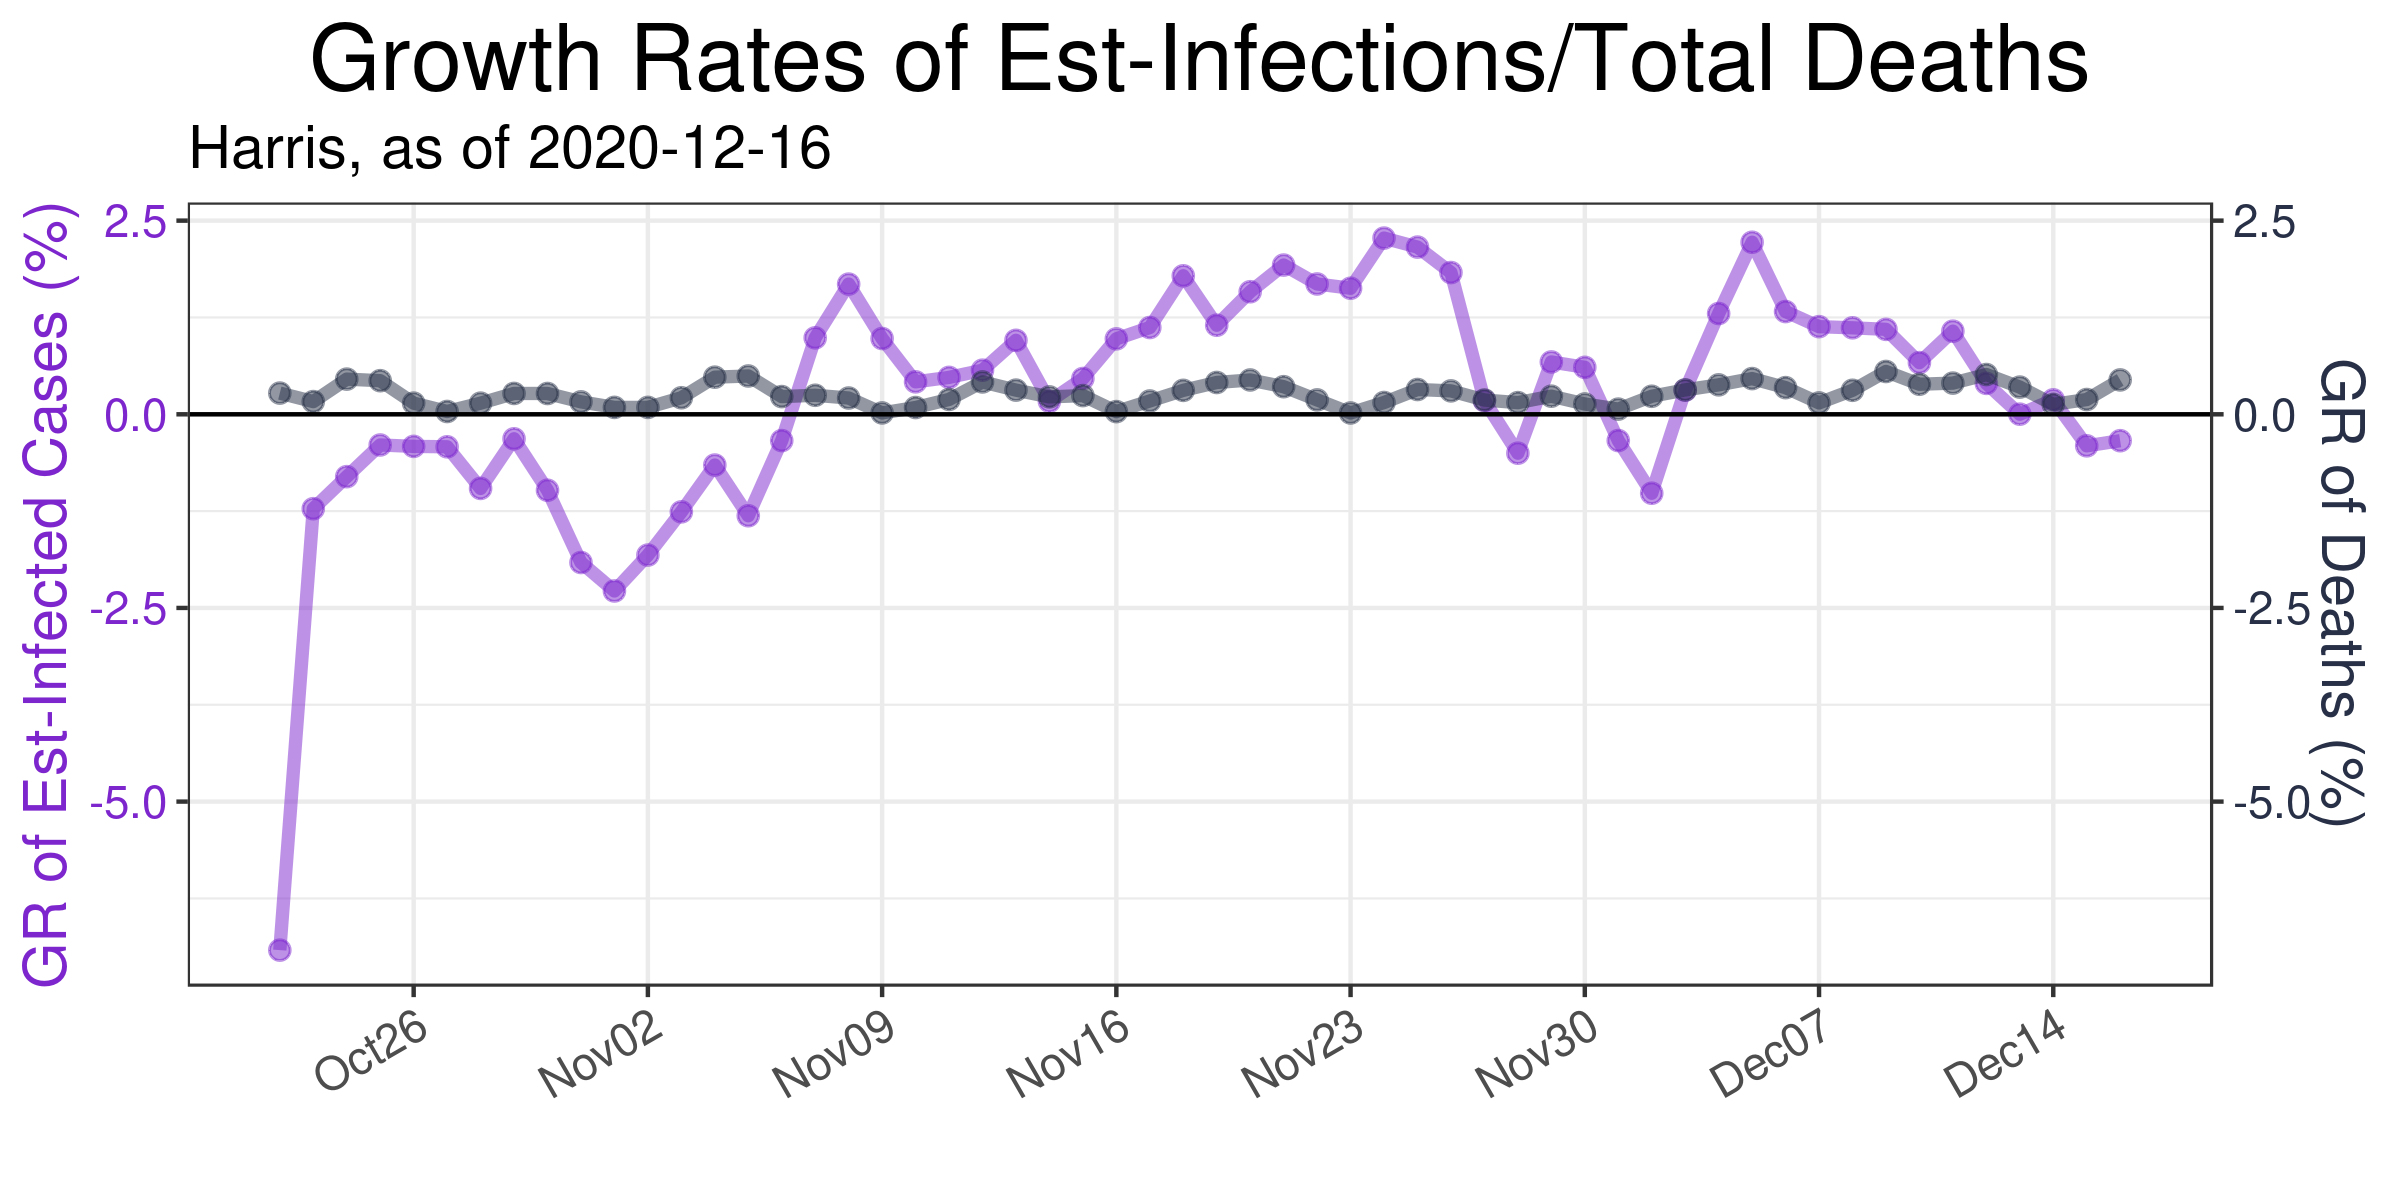 Growth Rates of Est-Infections/Total Deaths
Harris, as of 2020-12-16
GR of Est-Infected Cases (%)
2.5
0.0
-2.5
-5.0
2.5
0.0
-2.5
-5.0
GR of Deaths (%)
Oct26
Nov02
Nov09
Nov16
Nov23
Nov30
Dec07
Dec14